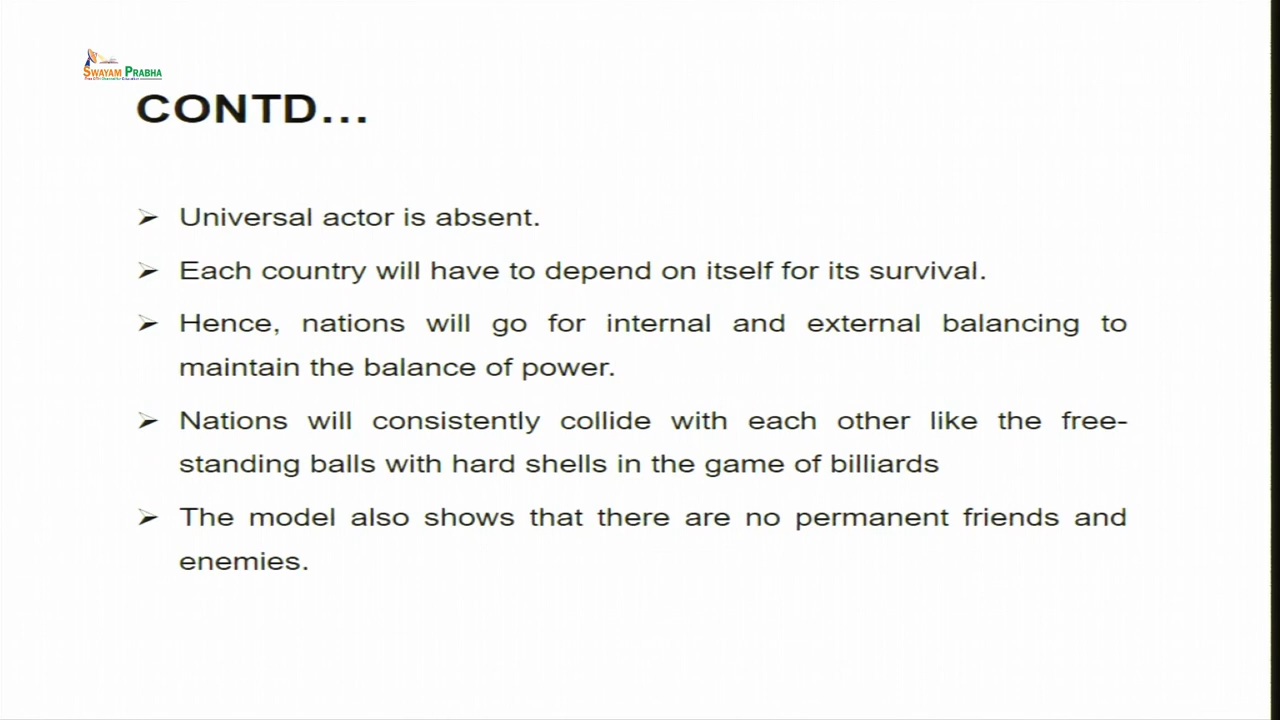 SWAYAM PRABHA
CONTD...
➢ Universal actor is absent.
➢ Each country will have to depend on itself for its survival.
➢ Hence, nations will go for internal and external balancing to
maintain the balance of power.
➢ Nations will consistently collide with each other like the free-
standing balls with hard shells in the game of billiards
➢ The model also shows that there are no permanent friends and
enemies.